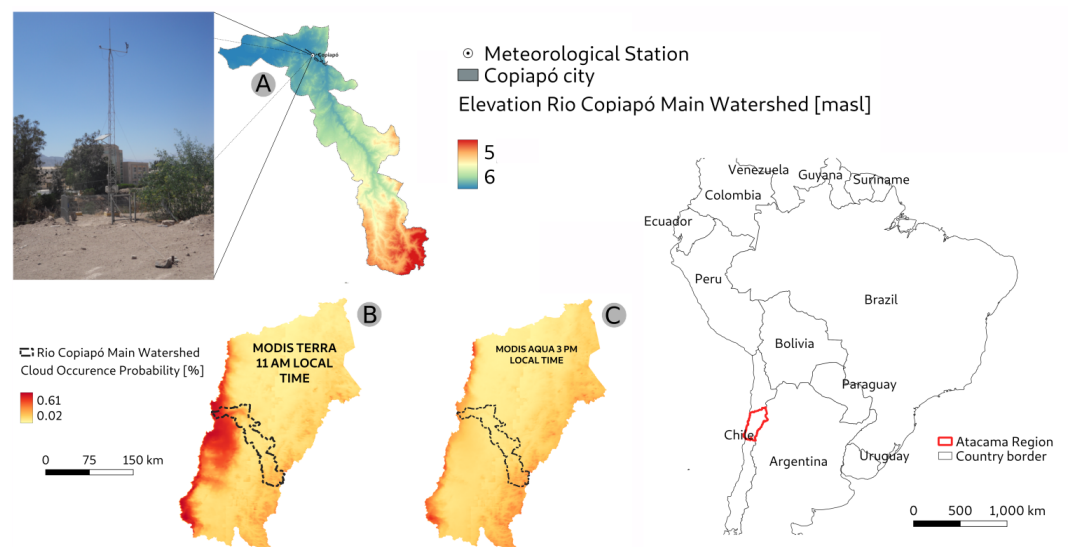 Meteorological Station
Copiapó city
Elevation Rio Copiapó Main Watershed [masl]
5
6
Copiapó
A
B
MODIS TERRA
11 AM LOCAL
TIME
C
MODIS AQUA 3 PM
LOCAL TIME
Rio Copiapó Main Watershed
Cloud Occurence Probability [%]
0.61
0.02
0 75 150 km
Venezuela
Guyana
Suriname
Colombia
Ecuador
Peru
Brazil
Bolivia
Paraguay
Chile
Argentina
Uruguay
Atacama Region
Country border
0 500 1,000 km